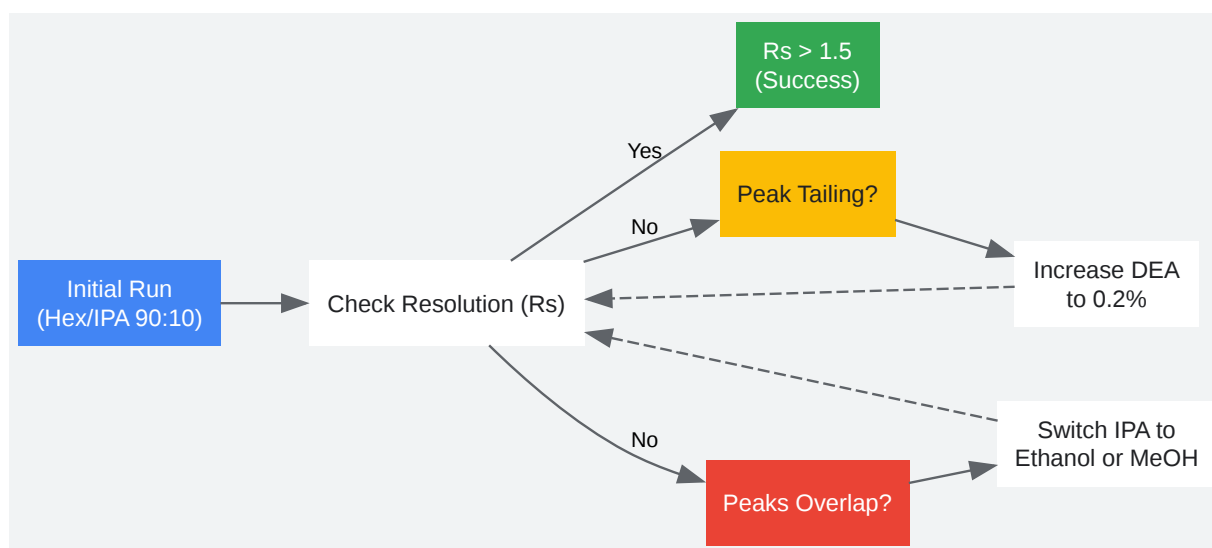 Rs > 1.5
(Success)
Yes
Peak Tailing?
No
Increase DEA
to 0.2%
Initial Run
(Hex/IPA 90:10)
Check Resolution (Rs)
No
Switch IPA to
Ethanol or MeOH
Peaks Overlap?